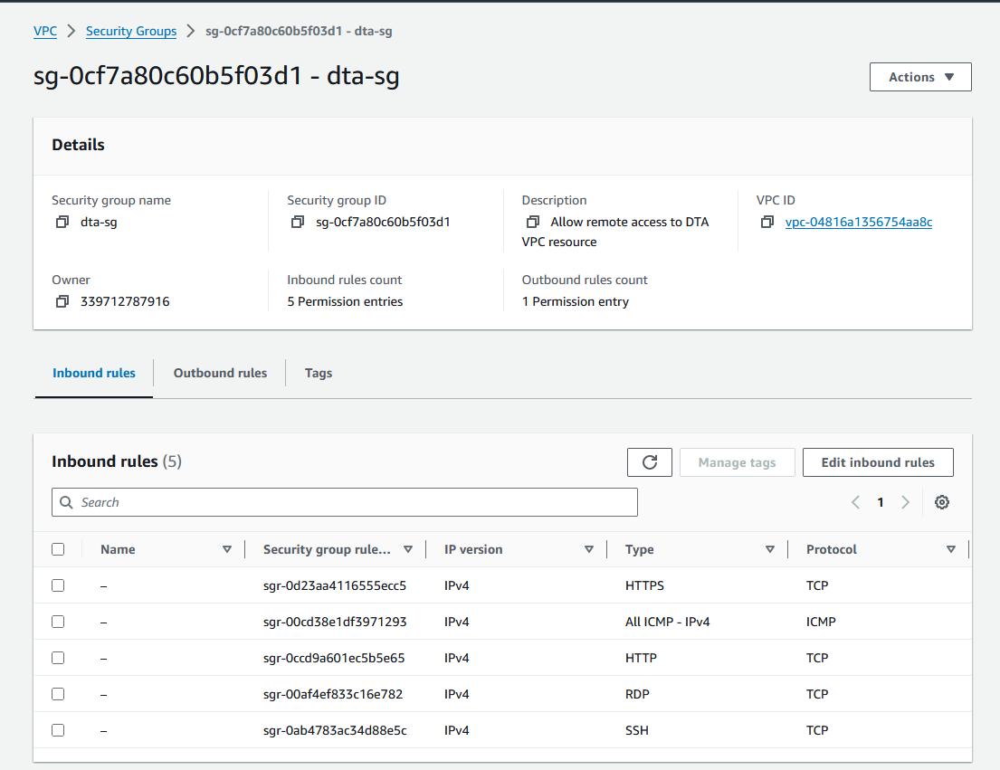 VPC > Security Groups > sg-0cf7a80c60b5f03d1 - dta-sg
sg-0cf7a80c60b5f03d1 - dta-sg
Actions
Details
Security group name
dta-sg
Security group ID
sg-0cf7a80c60b5f03d1
Description
Allow remote access to DTA
VPC resource
VPC ID
vpc-04816a1356754aa8c
Owner
339712787916
Inbound rules count
5 Permission entries
Outbound rules count
1 Permission entry
Inbound rules Outbound rules Tags
Inbound rules (5)
Manage tags Edit inbound rules
Search
1
Name Security group rule... IP version Type Protocol
– sgr-0d23aa4116555ecc5 IPv4 HTTPS TCP
– sgr-00cd38e1df3971293 IPv4 All ICMP - IPv4 ICMP
– sgr-0ccd9a601ec5b5e65 IPv4 HTTP TCP
– sgr-00af4ef833c16e782 IPv4 RDP TCP
– sgr-0ab4783ac34d88e5c IPv4 SSH TCP